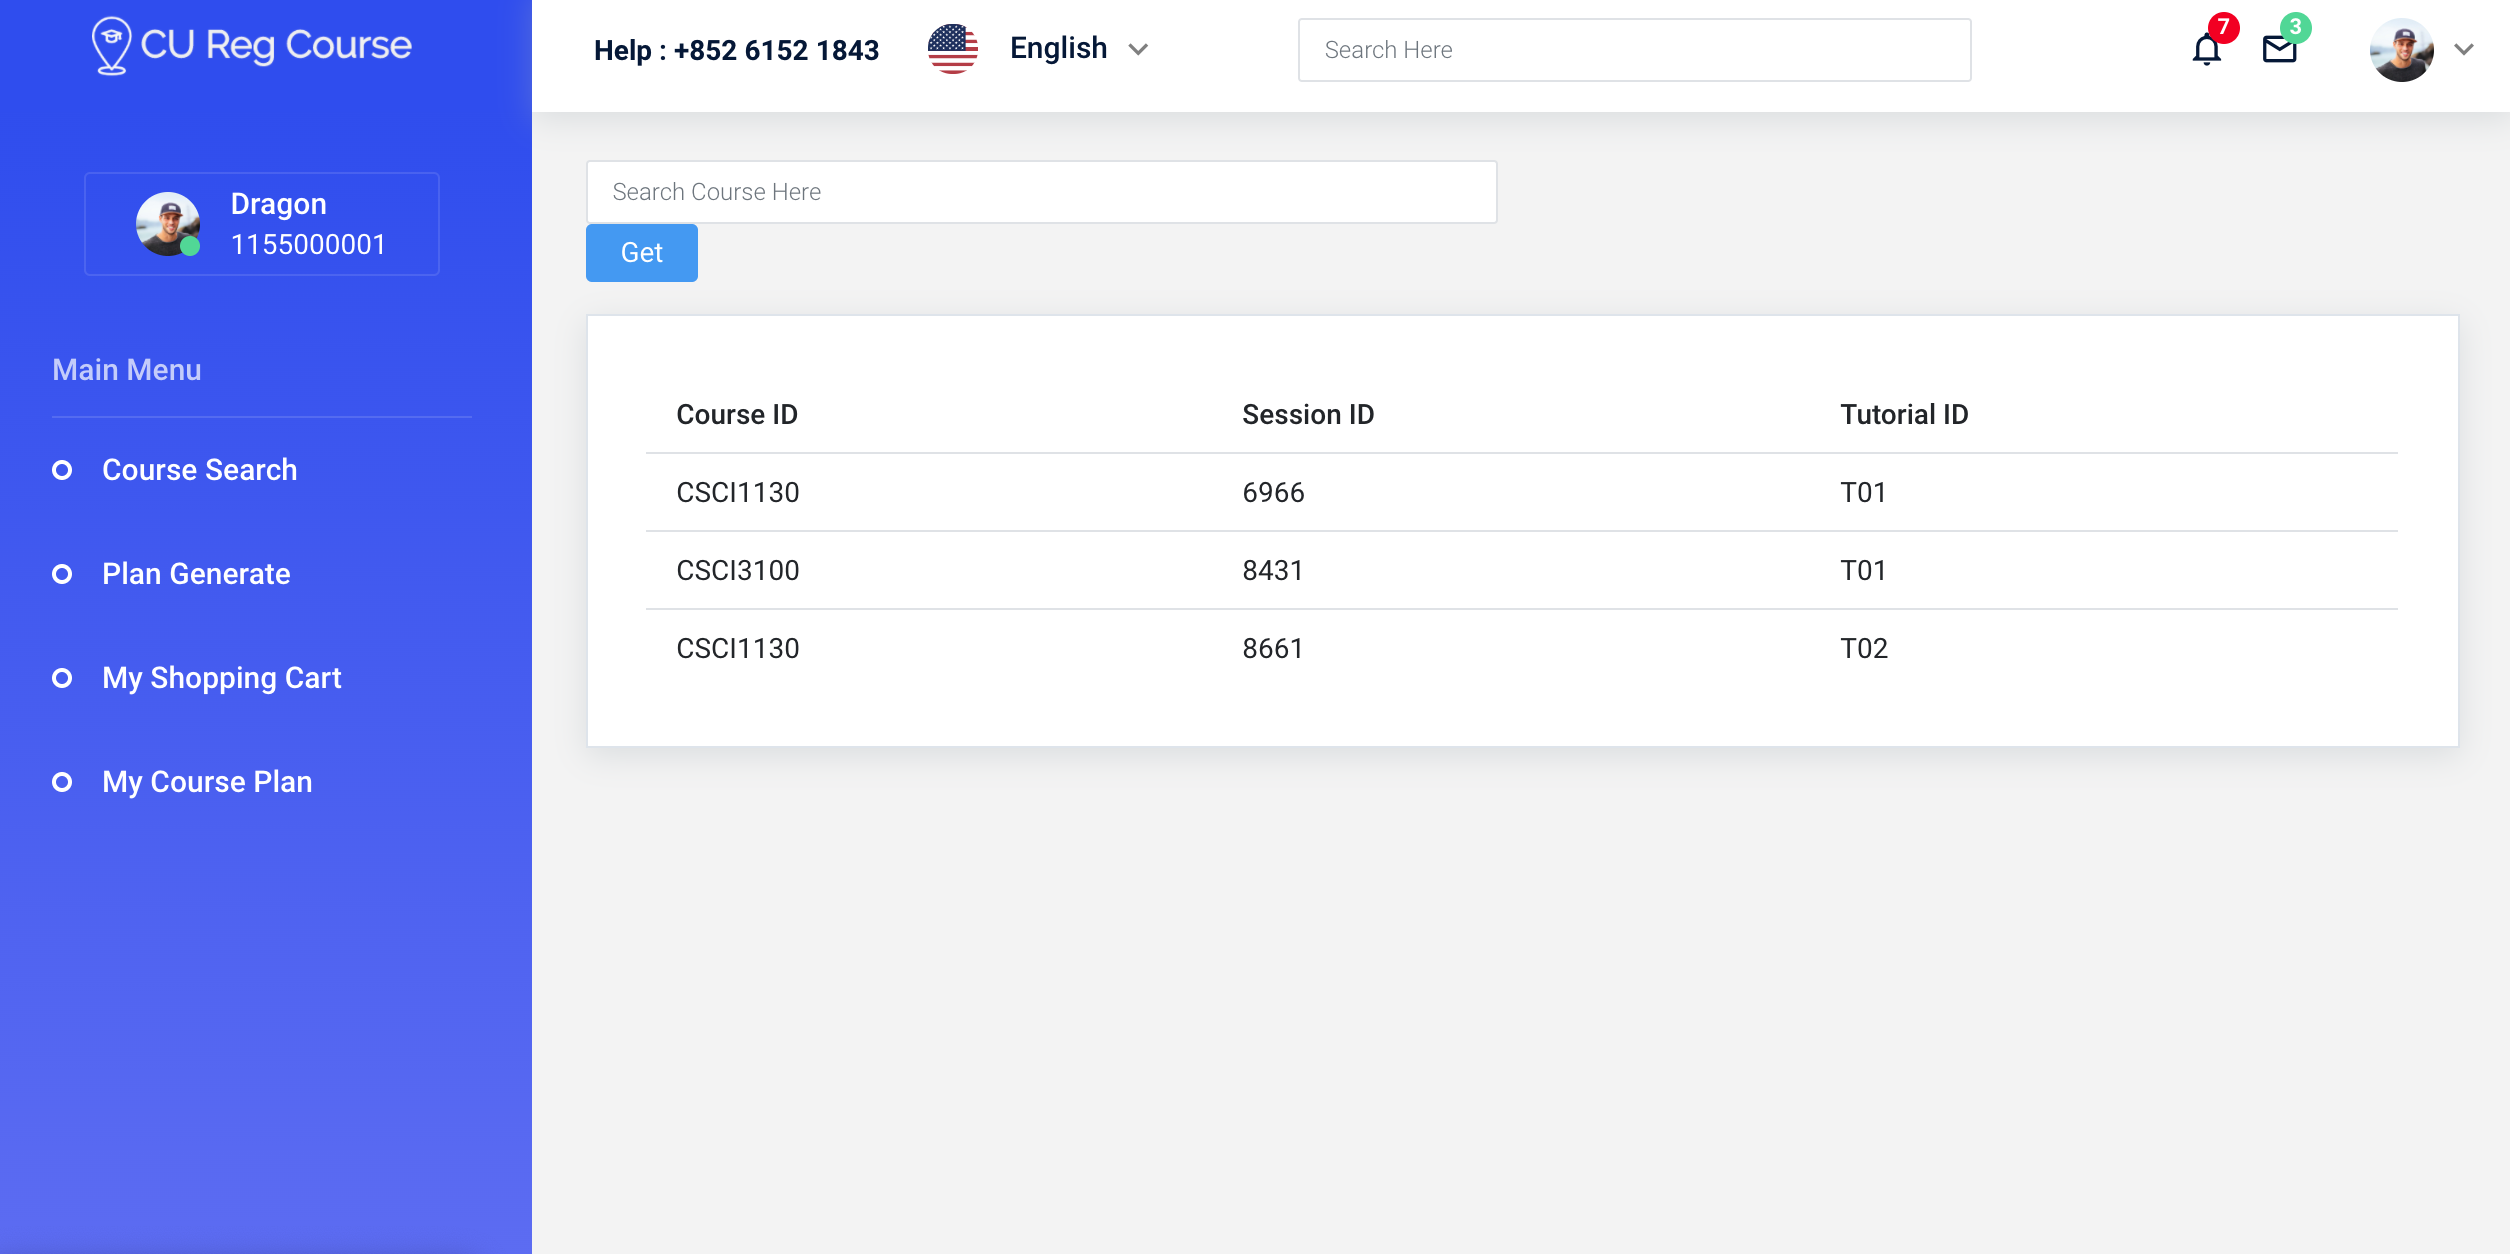 CU Reg Course
Help : +852 6152 1843
English
Search Here
7
3
Dragon
1155000001
Main Menu
Course Search
Plan Generate
My Shopping Cart
My Course Plan
Search Course Here
Get
Course ID Session ID Tutorial ID
CSCI1130 6966 T01
CSCI3100 8431 T01
CSCI1130 8661 T02